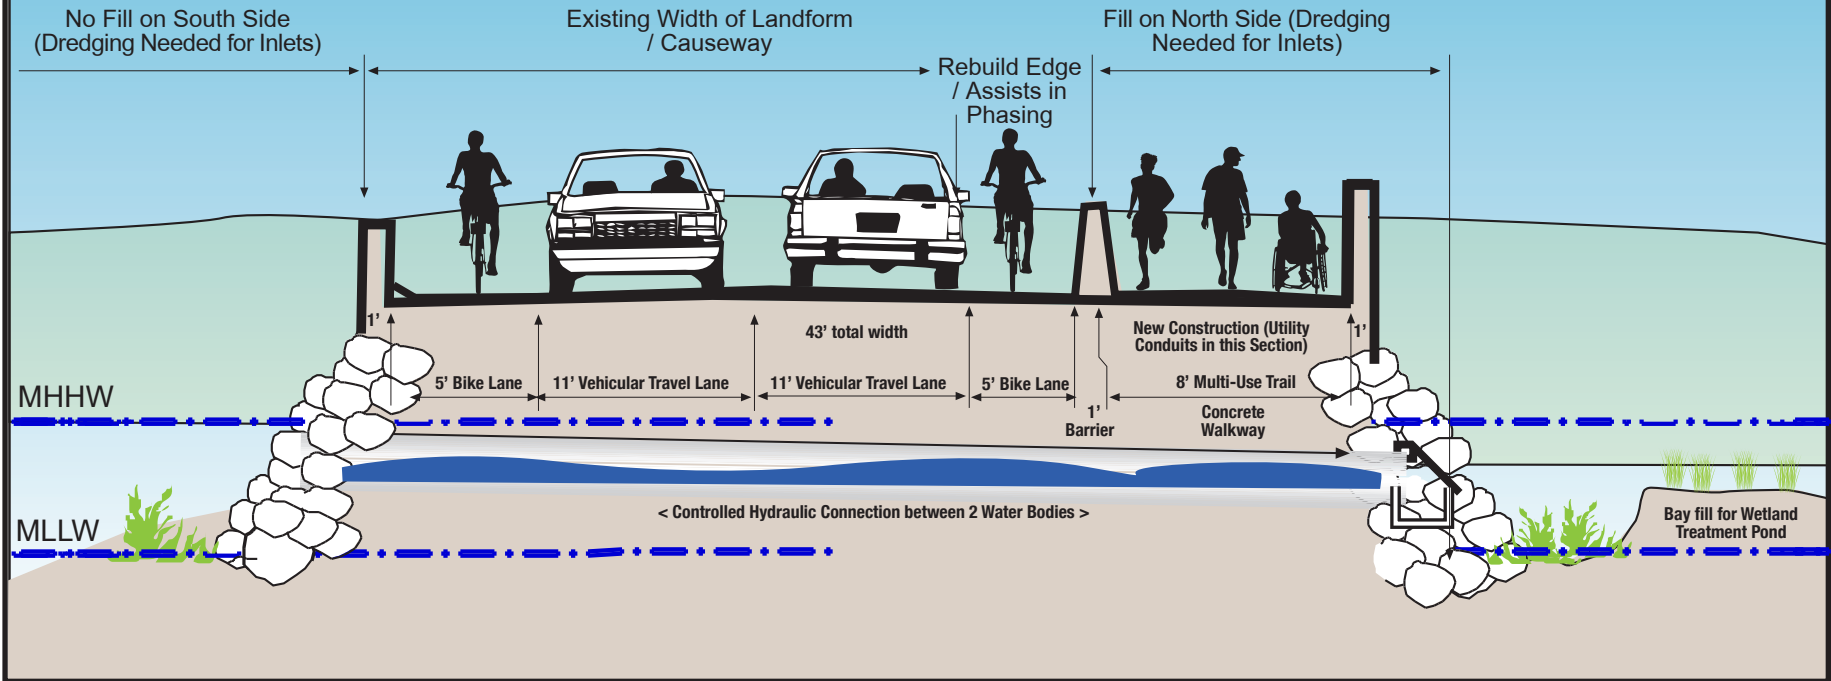 No Fill on South Side
(Dredging Needed for Inlets)
Existing Width of Landform
/ Causeway
Fill on North Side (Dredging
Needed for Inlets)
Rebuild Edge
/ Assists in
Phasing
1’
43’ total width
New Construction (Utility
Conduits in this Section)
1’
5’ Bike Lane
11’ Vehicular Travel Lane
11’ Vehicular Travel Lane
5’ Bike Lane
8’ Multi-Use Trail
1’
Barrier
Concrete
Walkway
MHHW
< Controlled Hydraulic Connection between 2 Water Bodies >
Bay fill for Wetland
Treatment Pond
MLLW